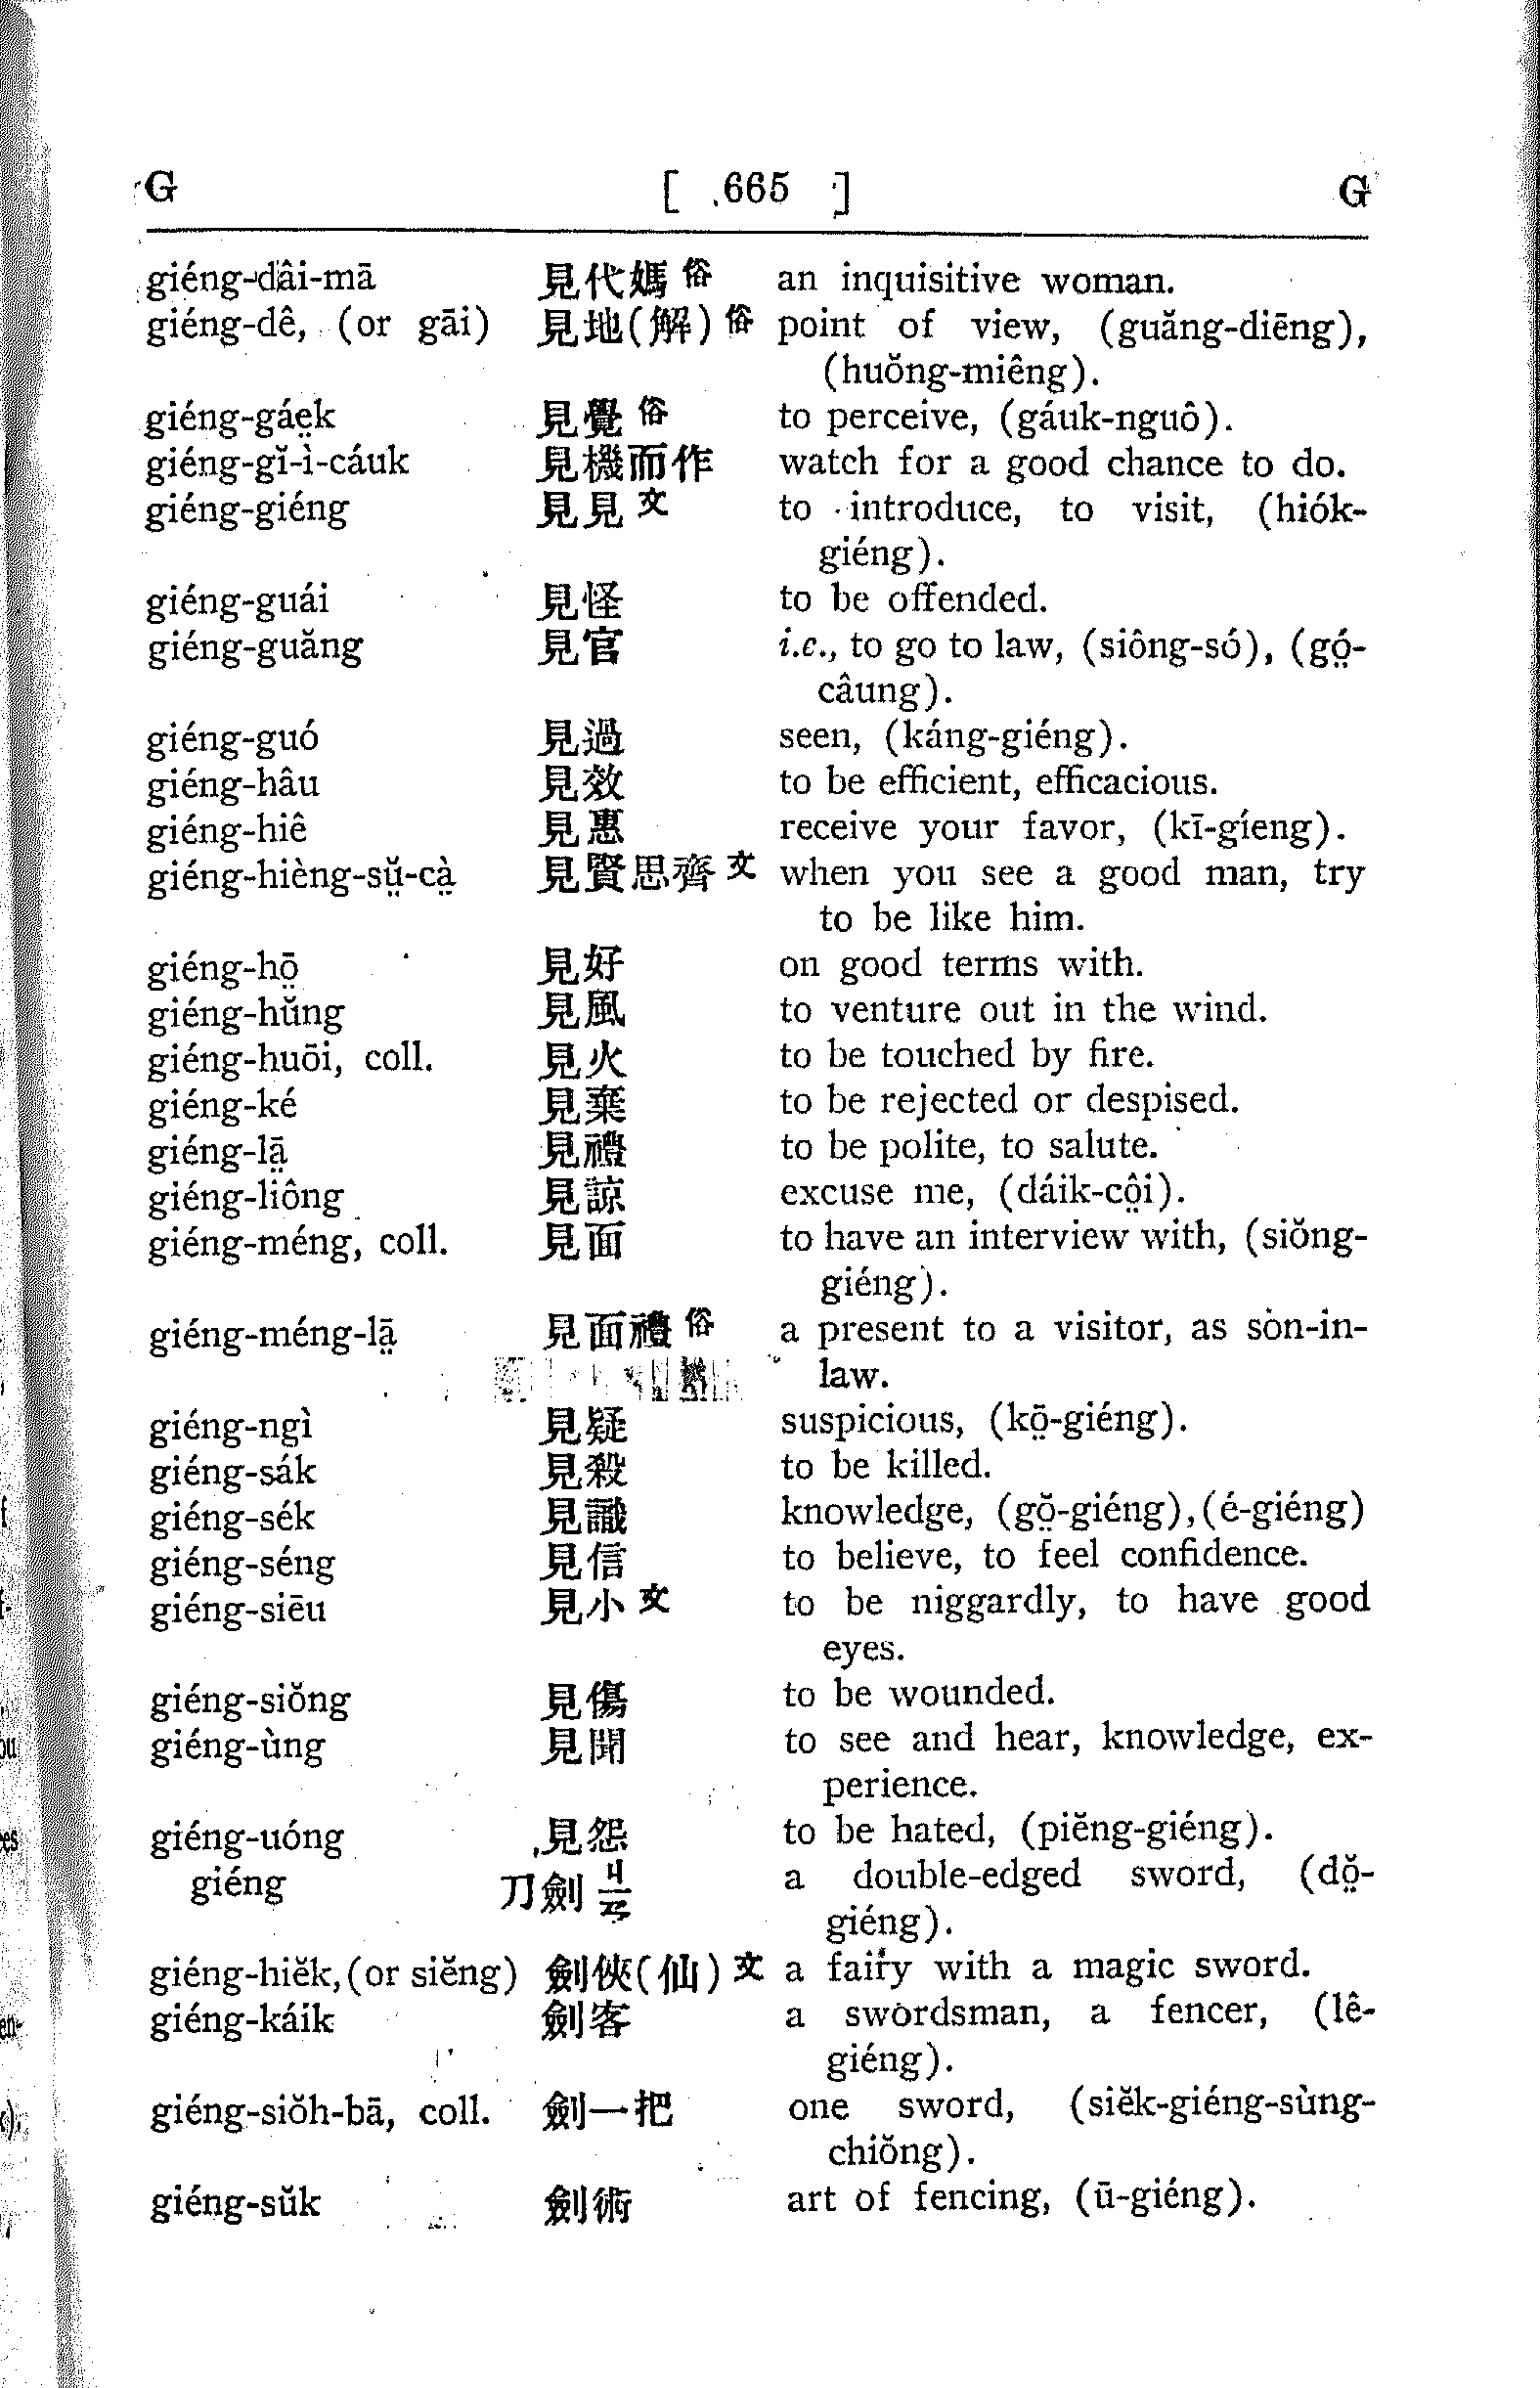 G [ 665 ] G
giéng-dâi-mā 見代媽俗 an inquisitive woman.
giéng-dê, (or gāi) 見地(解)俗 point of view, (guăng-diēng),
(huŏng-miêng).
giéng-gáe̤k 見覺俗 to perceive, (gáuk-nguô).
giéng-gĭ-ì-cáuk 見機而作 watch for a good chance to do.
giéng-giéng 見見文 to introduce, to visit, (hiók-
giéng).
giéng-guái 見怪 to be offended.
giéng-guăng 見官 i.e., to go to law, (siông-só), (gó̤-
câung).
giéng-guó 見過 seen, (káng-giéng).
giéng-hâu 見效 to be efficient, efficacious.
giéng-hiê 見惠 receive your favor, (kī-gíeng).
giéng-hièng-sṳ̆-cà̤ 見賢思齊文 when you see a good man, try
to be like him.
giéng-hō̤ 見好 on good terms with.
giéng-hŭng 見風 to venture out in the wind.
giéng-huōi, coll. 見火 to be touched by fire.
giéng-ké 見棄 to be rejected or despised.
giéng-lā̤ 見禮 to be polite, to salute.
giéng-liông 見諒 excuse me, (dáik-cô̤i).
giéng-méng, coll. 見面 to have an interview with, (siŏng-
giéng).
giéng-méng-lā̤ 見面禮俗 a present to a visitor, as son-in-
law.
giéng-ngì 見疑 suspicious, (kō̤-giéng).
giéng-sák 見殺 to be killed.
giéng-sék 見識 knowledge, (gŏ̤-giéng),(é-giéng)
giéng-séng 見信 to believe, to feel confidence.
giéng-siēu 見小文 to be niggardly, to have good
eyes.
giéng-siŏng 見傷 to be wounded.
giéng-ùng 見聞 to see and hear, knowledge, ex-
perience.
giéng-uóng 見怨 to be hated, (piĕng-giéng).
giéng 刀劍 ㄐㄧㄢ a double-edged sword, (dŏ̤-
giéng).
giéng-hiĕk,(or siĕng) 劍俠(仙)文 a fairy with a magic sword.
giéng-káik 劍客 a swordsman, a fencer, (lê-
giéng).
giéng-siŏh-bā, coll. 劍一把 one sword, (siĕk-giéng-sùng-
chiŏng).
giéng-sŭk 劍術 art of fencing, (ū-giéng).